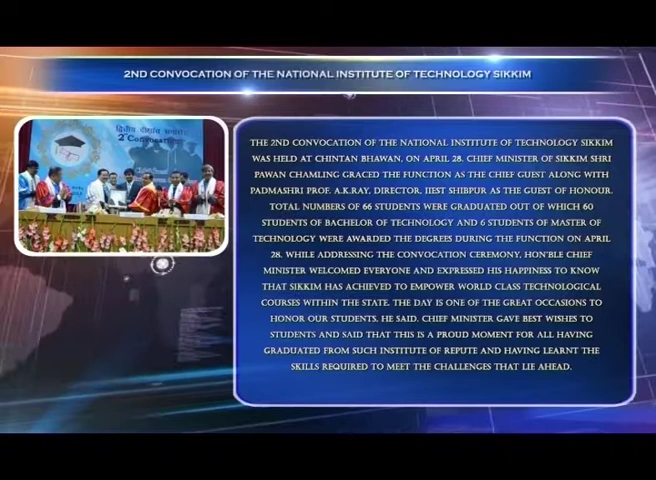 2ND CONVOCATION OF THE NATIONAL INSTITUTE OF TECHNOLOGY SIKKIM
द्वितीय दीक्षांत समारोह
2nd Convocation
THE 2ND CONVOCATION OF THE NATIONAL INSTITUTE OF TECHNOLOGY SIKKIM
WAS HELD AT CHINTAN BHAWAN, ON APRIL 28. CHIEF MINISTER OF SIKKIM SHRI
PAWAN CHAMLING GRACED THE FUNCTION AS THE CHIEF GUEST ALONG WITH
PADMASHRI PROF. A.K.RAY, DIRECTOR, IIEST SHIBPUR AS THE GUEST OF HONOUR.
TOTAL NUMBERS OF 66 STUDENTS WERE GRADUATED OUT OF WHICH 60
STUDENTS OF BACHELOR OF TECHNOLOGY AND 6 STUDENTS OF MASTER OF
TECHNOLOGY WERE AWARDED THE DEGREES DURING THE FUNCTION ON APRIL
28. WHILE ADDRESSING THE CONVOCATION CEREMONY, HON'BLE CHIEF
MINISTER WELCOMED EVERYONE AND EXPRESSED HIS HAPPINESS TO KNOW
THAT SIKKIM HAS ACHIEVED TO EMPOWER WORLD CLASS TECHNOLOGICAL
COURSES WITHIN THE STATE. THE DAY IS ONE OF THE GREAT OCCASIONS TO
HONOR OUR STUDENTS, HE SAID. CHIEF MINISTER GAVE BEST WISHES TO
STUDENTS AND SAID THAT THIS IS A PROUD MOMENT FOR ALL HAVING
GRADUATED FROM SUCH INSTITUTE OF REPUTE AND HAVING LEARNT THE
SKILLS REQUIRED TO MEET THE CHALLENGES THAT LIE AHEAD.